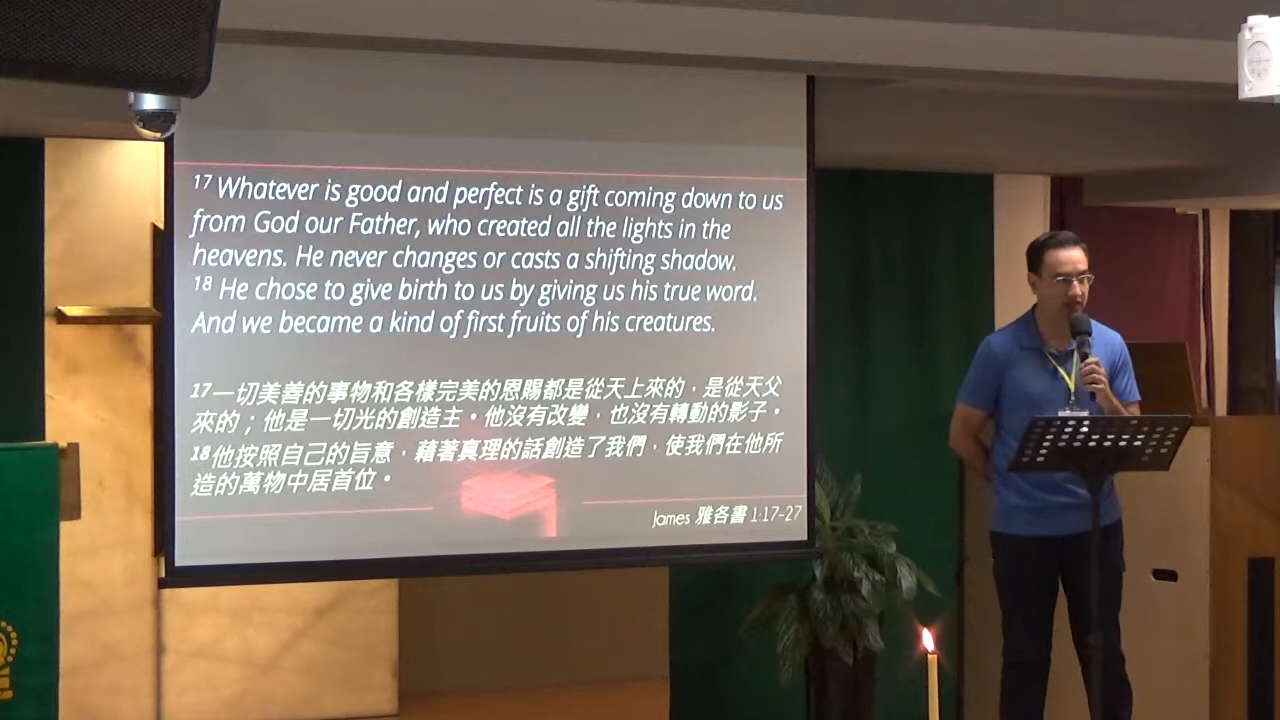 17 Whatever is good and perfect is a gift coming down to us
from God our Father, who created all the lights in the
heavens. He never changes or casts a shifting shadow.
18 He chose to give birth to us by giving us his true word.
And we became a kind of first fruits of his creatures.
17一切美善的事物和各樣完美的恩賜都是從天上來的，是從天父
來的；他是一切光的創造主。他沒有改變，也沒有轉動的影子。
18他按照自己的旨意，藉著真理的話創造了我們，使我們在他所
造的萬物中居首位。
James 雅各書 1:17-27